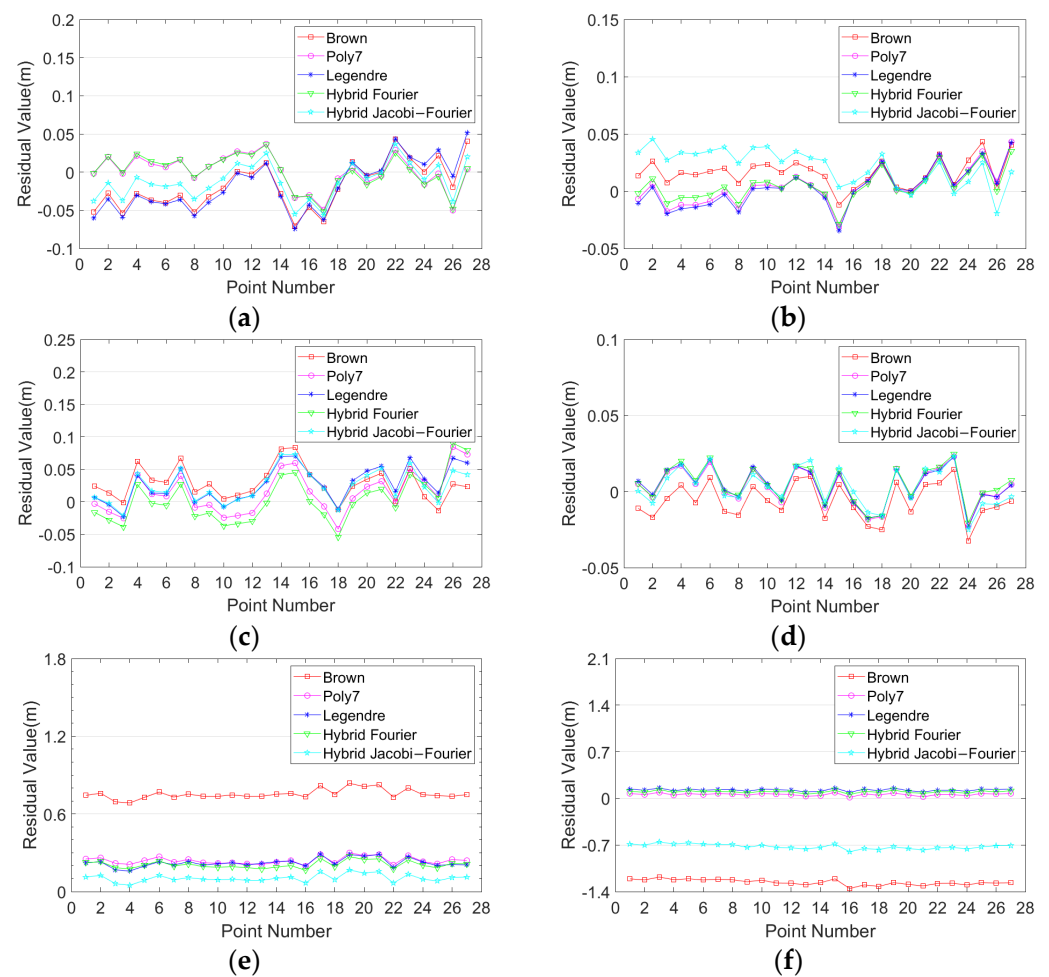 0.2
0.15
0.1
0.05
0
-0.05
-0.1
Residual Value(m)
0 2 4 6 8 10 12 14 16 18 20 22 24 26 28
Point Number
Brown
Poly7
Legendre
Hybrid Fourier
Hybrid Jacobi−Fourier
(a)
0.15
0.1
0.05
0
-0.05
Residual Value(m)
0 2 4 6 8 10 12 14 16 18 20 22 24 26 28
Point Number
Brown
Poly7
Legendre
Hybrid Fourier
Hybrid Jacobi−Fourier
(b)
0.25
0.2
0.15
0.1
0.05
0
-0.05
-0.1
Residual Value(m)
0 2 4 6 8 10 12 14 16 18 20 22 24 26 28
Point Number
Brown
Poly7
Legendre
Hybrid Fourier
Hybrid Jacobi−Fourier
(c)
0.1
0.05
0
-0.05
Residual Value(m)
0 2 4 6 8 10 12 14 16 18 20 22 24 26 28
Point Number
Brown
Poly7
Legendre
Hybrid Fourier
Hybrid Jacobi−Fourier
(d)
1.8
1.2
0.6
0
Residual Value(m)
0 2 4 6 8 10 12 14 16 18 20 22 24 26 28
Point Number
Brown
Poly7
Legendre
Hybrid Fourier
Hybrid Jacobi−Fourier
(e)
2.1
1.4
0.7
0
-0.7
-1.4
Residual Value(m)
0 2 4 6 8 10 12 14 16 18 20 22 24 26 28
Point Number
Brown
Poly7
Legendre
Hybrid Fourier
Hybrid Jacobi−Fourier
(f)